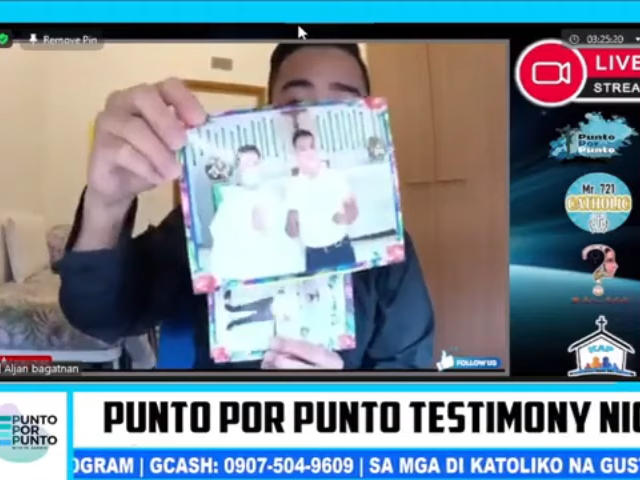 Remove Pin
03:25:20
LIVE
STREA
Punto
Por
Punto
Mr. 721
CATHOLIC
KAP
Aljan bagatnan
FOLLOW US
PUNTO
POR
PUNTO
PUNTO POR PUNTO TESTIMONY NIG
OGRAM | GCASH: 0907-504-9609 | SA MGA DI KATOLIKO NA GUST